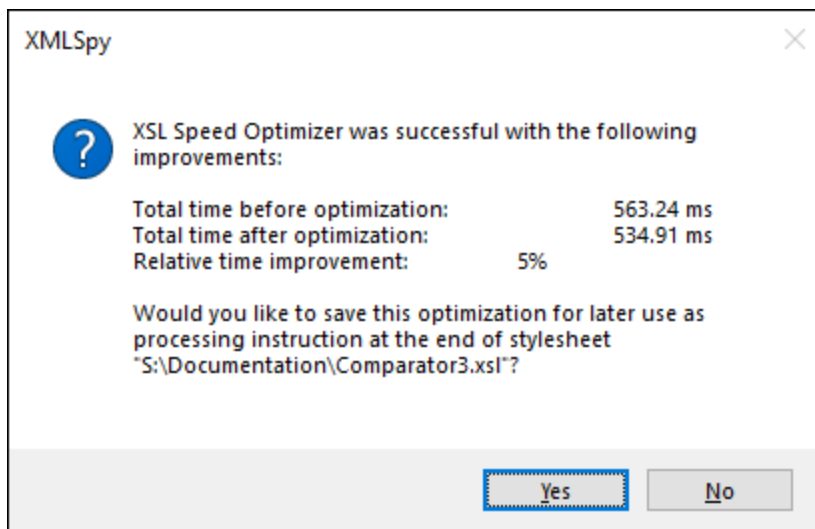 XMLSpy
XSL Speed Optimizer was successful with the following
improvements:
Total time before optimization: 563.24 ms
Total time after optimization: 534.91 ms
Relative time improvement: 5%
Would you like to save this optimization for later use as
processing instruction at the end of stylesheet
"S:\Documentation\Comparator3.xsl"?
Yes No